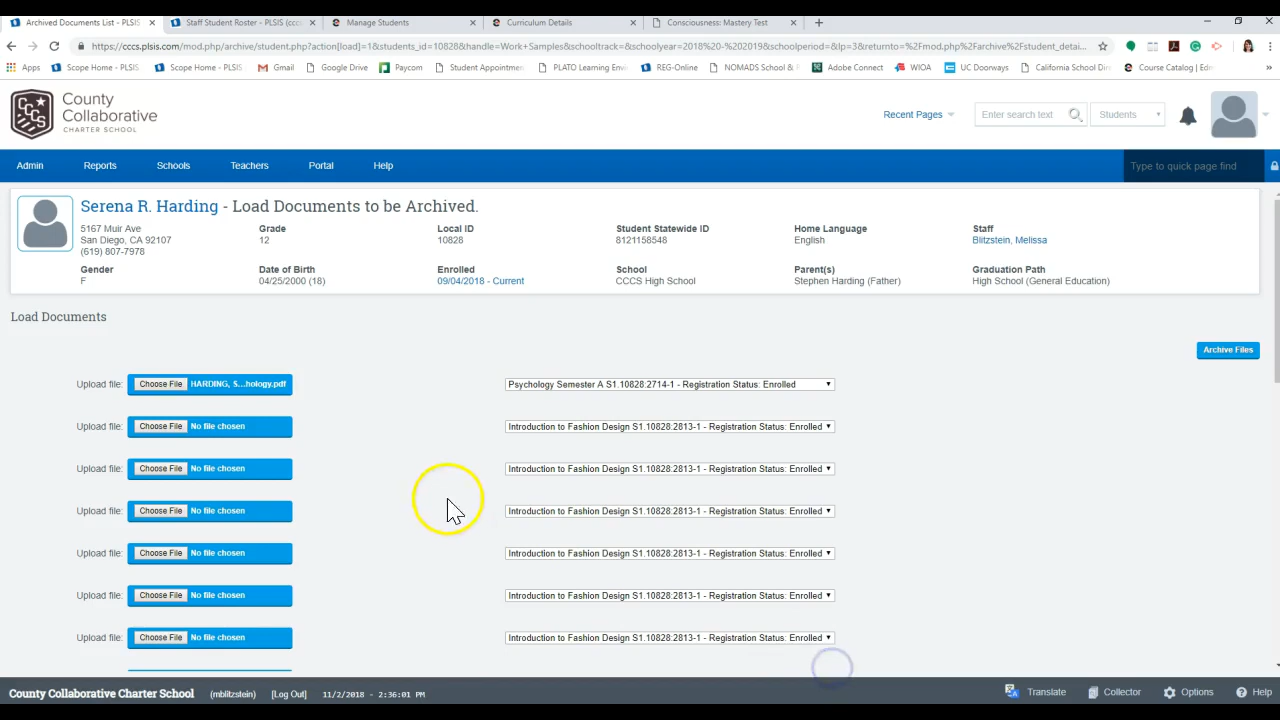 Archived Documents List - PLSIS
Staff Student Roster - PLSIS (cccs
Manage Students
Curriculum Details
Consciousness: Mastery Test
https://cccs.plsis.com/mod.php/archive/student.php?action[load]=1&students_id=10828&handle=Work+Samples&schooltrack=&schoolyear=2018%20-%202019&schoolperiod=&lp=3&returnto=%2Fmod.php%2Farchive%2Fstudent_detai...
Apps
Scope Home - PLSIS
Scope Home - PLSIS
Gmail
Google Drive
Paycom
Student Appointmen
PLATO Learning Env
REG-Online
NOMADS School &
Adobe Connect
WIOA
UC Doorways
California School Dir
Course Catalog | Edm
»
CCCS
County
Collaborative
CHARTER SCHOOL
Recent Pages
Enter search text
Students
Admin Reports Schools Teachers Portal Help
Type to quick page find
Serena R. Harding - Load Documents to be Archived.
5167 Muir Ave
San Diego, CA 92107
(619) 807-7978
Grade
12
Local ID
10828
Student Statewide ID
8121158548
Home Language
English
Staff
Blitzstein, Melissa
Gender
F
Date of Birth
04/25/2000 (18)
Enrolled
09/04/2018 - Current
School
CCCS High School
Parent(s)
Stephen Harding (Father)
Graduation Path
High School (General Education)
Load Documents
Archive Files
Upload file: Choose File HARDING, S...hology.pdf Psychology Semester A S1.10828:2714-1 - Registration Status: Enrolled
Upload file: Choose File No file chosen Introduction to Fashion Design S1.10828:2813-1 - Registration Status: Enrolled
Upload file: Choose File No file chosen Introduction to Fashion Design S1.10828:2813-1 - Registration Status: Enrolled
Upload file: Choose File No file chosen Introduction to Fashion Design S1.10828:2813-1 - Registration Status: Enrolled
Upload file: Choose File No file chosen Introduction to Fashion Design S1.10828:2813-1 - Registration Status: Enrolled
Upload file: Choose File No file chosen Introduction to Fashion Design S1.10828:2813-1 - Registration Status: Enrolled
Upload file: Choose File No file chosen Introduction to Fashion Design S1.10828:2813-1 - Registration Status: Enrolled
County Collaborative Charter School (mblitzstein) [Log Out] 11/2/2018 - 2:36:01 PM Translate Collector Options Help